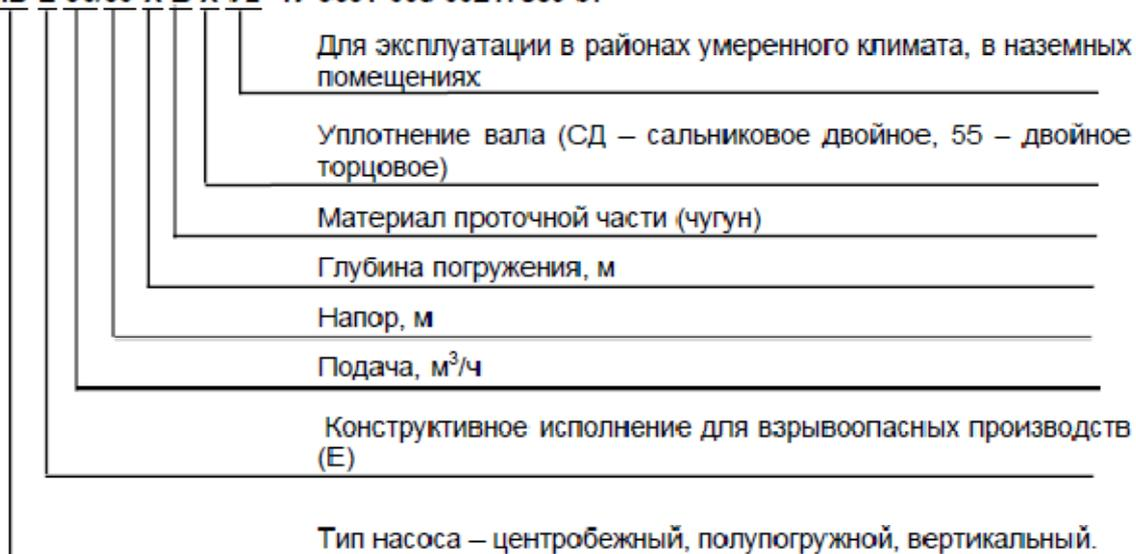 Для эксплуатации в районах умеренного климата, в наземных
помещениях
Уплотнение вала (СД – сальниковое двойное, 55 – двойное
торцовое)
Материал проточной части (чугун)
Глубина погружения, м
Напор, м
Подача, м³/ч
Конструктивное исполнение для взрывоопасных производств
(Е)
Тип насоса – центробежный, полупогружной, вертикальный.